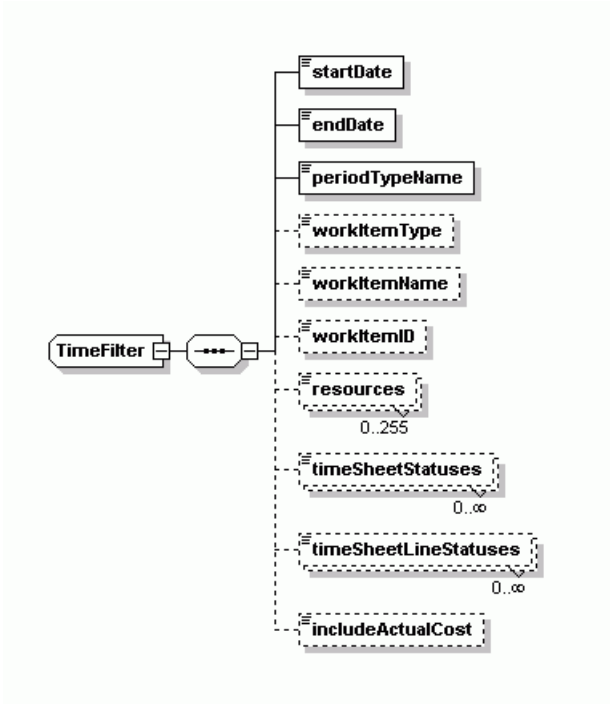 startDate
endDate
periodTypeName
workItemType
workItemName
workItemID
TimeFilter
resources
0..255
timeSheetStatuses
0..∞
timeSheetLineStatuses
0..∞
includeActualCost